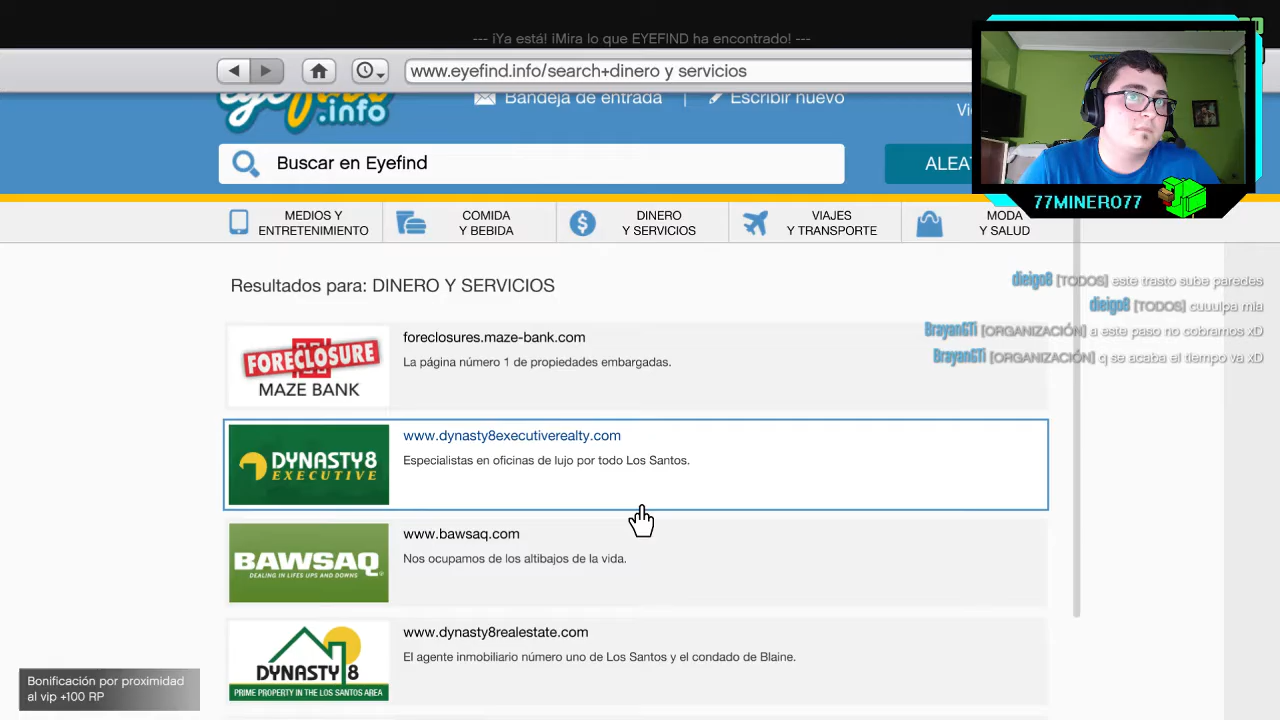 --- ¡Ya está! ¡Mira lo que EYEFIND ha encontrado! ---
www.eyefind.info/search+dinero y servicios
eyefind
.info
Bandeja de entrada | Escribir nuevo
Buscar en Eyefind
77MINERO77
MEDIOS Y
ENTRETENIMIENTO
COMIDA
Y BEBIDA
DINERO
Y SERVICIOS
VIAJES
Y TRANSPORTE
MODA
Y SALUD
Resultados para: DINERO Y SERVICIOS
dieigo8 [TODOS] este trasto sube paredes
dieigo8 [TODOS] cuuulpa mia
BrayanGTi [ORGANIZACIÓN] a este paso no cobramos xD
BrayanGTi [ORGANIZACIÓN] q se acaba el tiempo va xD
FORECLOSURE
MAZE BANK
foreclosures.maze-bank.com
La página número 1 de propiedades embargadas.
DYNASTY8
EXECUTIVE
www.dynasty8executiverealty.com
Especialistas en oficinas de lujo por todo Los Santos.
BAWSAQ
DEALING IN LIFES UPS AND DOWNS
www.bawsaq.com
Nos ocupamos de los altibajos de la vida.
DYNASTY 8
PRIME PROPERTY IN THE LOS SANTOS AREA
www.dynasty8realestate.com
El agente inmobiliario número uno de Los Santos y el condado de Blaine.
Bonificación por proximidad
al vip +100 RP